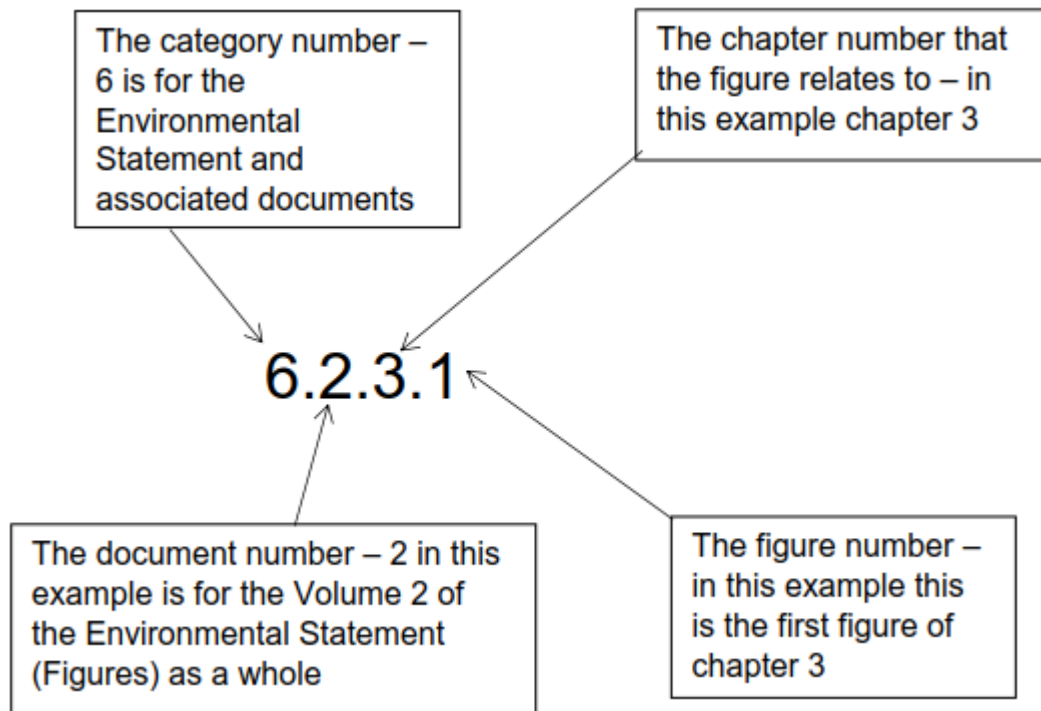 The category number –
6 is for the
Environmental
Statement and
associated documents
The chapter number that
the figure relates to – in
this example chapter 3
6.2.3.1
The document number – 2 in this
example is for the Volume 2 of
the Environmental Statement
(Figures) as a whole
The figure number –
in this example this
is the first figure of
chapter 3